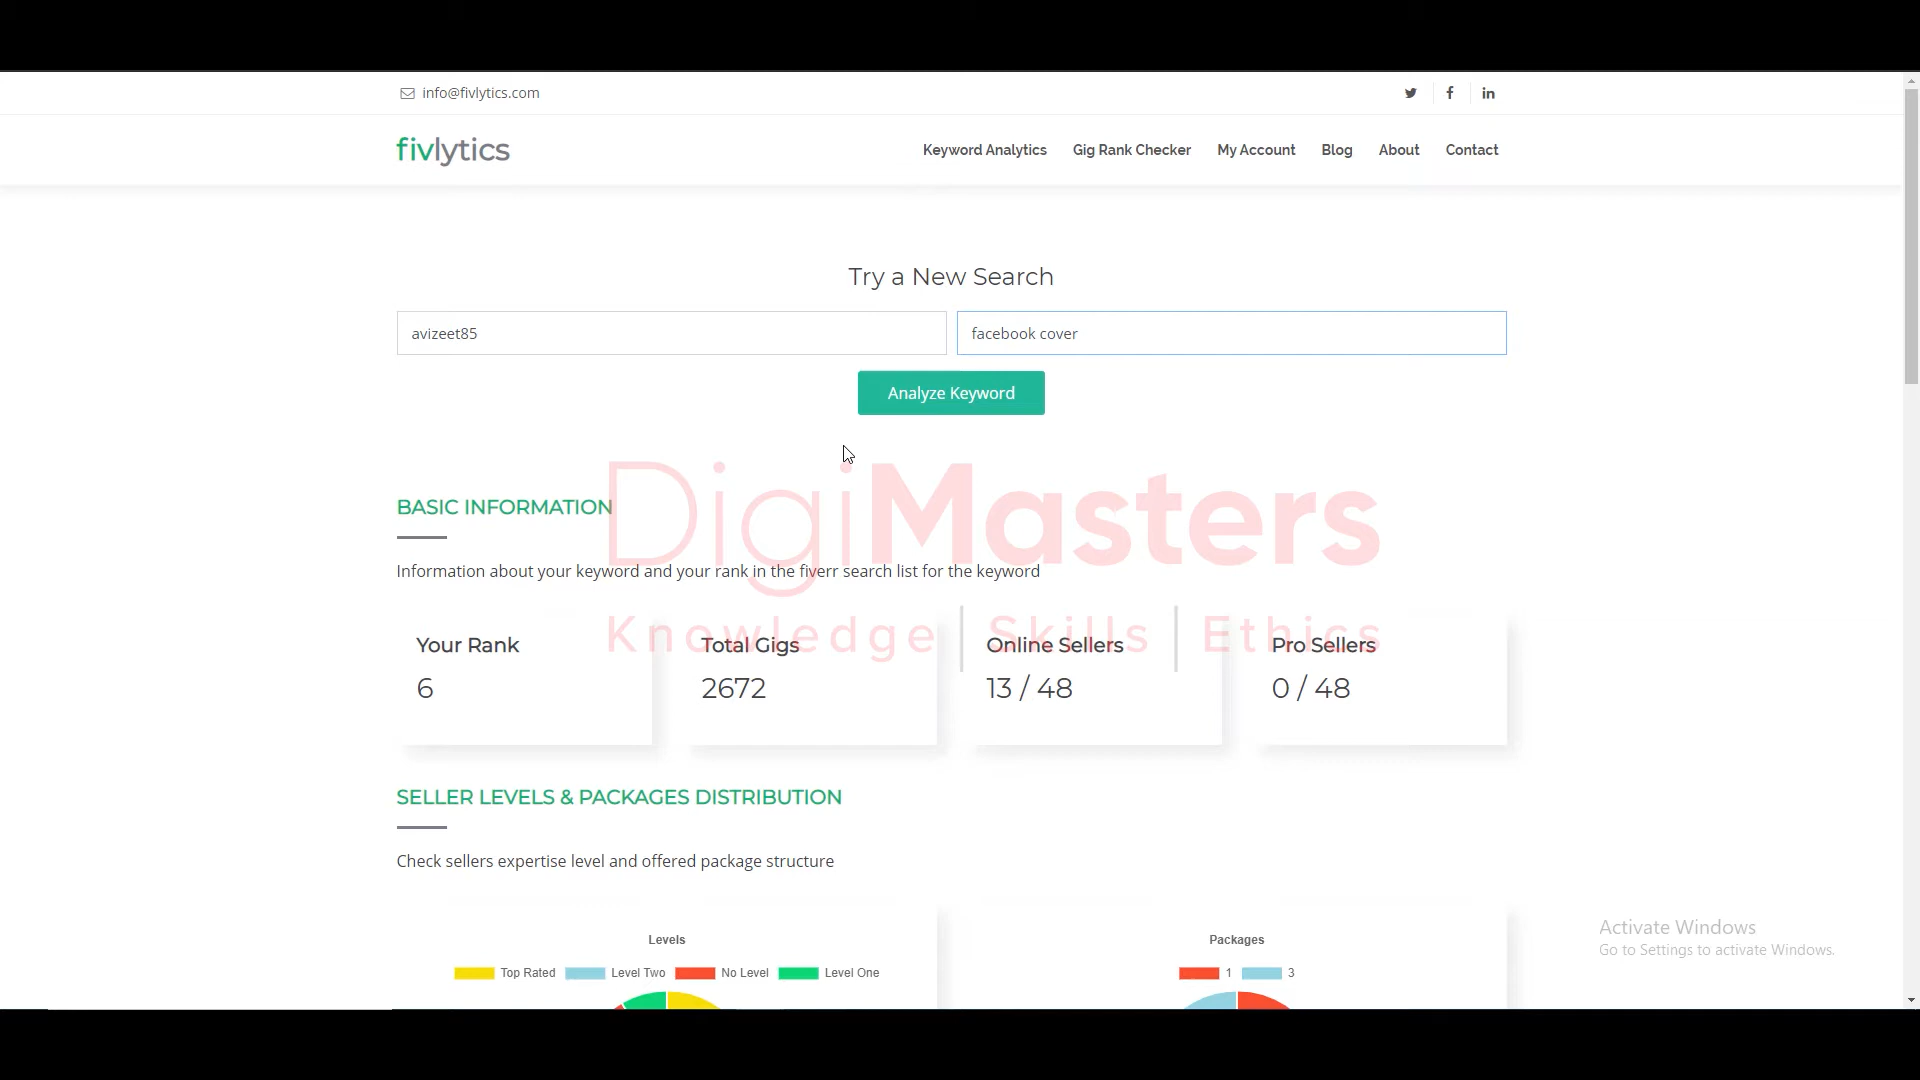 info@fivlytics.com
fivlytics
Keyword Analytics Gig Rank Checker My Account Blog About Contact
Try a New Search
avizeet85 facebook cover
Analyze Keyword
DigiMasters
Knowledge | Skills | Ethics
BASIC INFORMATION
Information about your keyword and your rank in the fiverr search list for the keyword
Your Rank Total Gigs Online Sellers Pro Sellers
6 2672 13 / 48 0 / 48
SELLER LEVELS & PACKAGES DISTRIBUTION
Check sellers expertise level and offered package structure
Levels Packages
Top Rated Level Two No Level Level One 1 3
Activate Windows
Go to Settings to activate Windows.